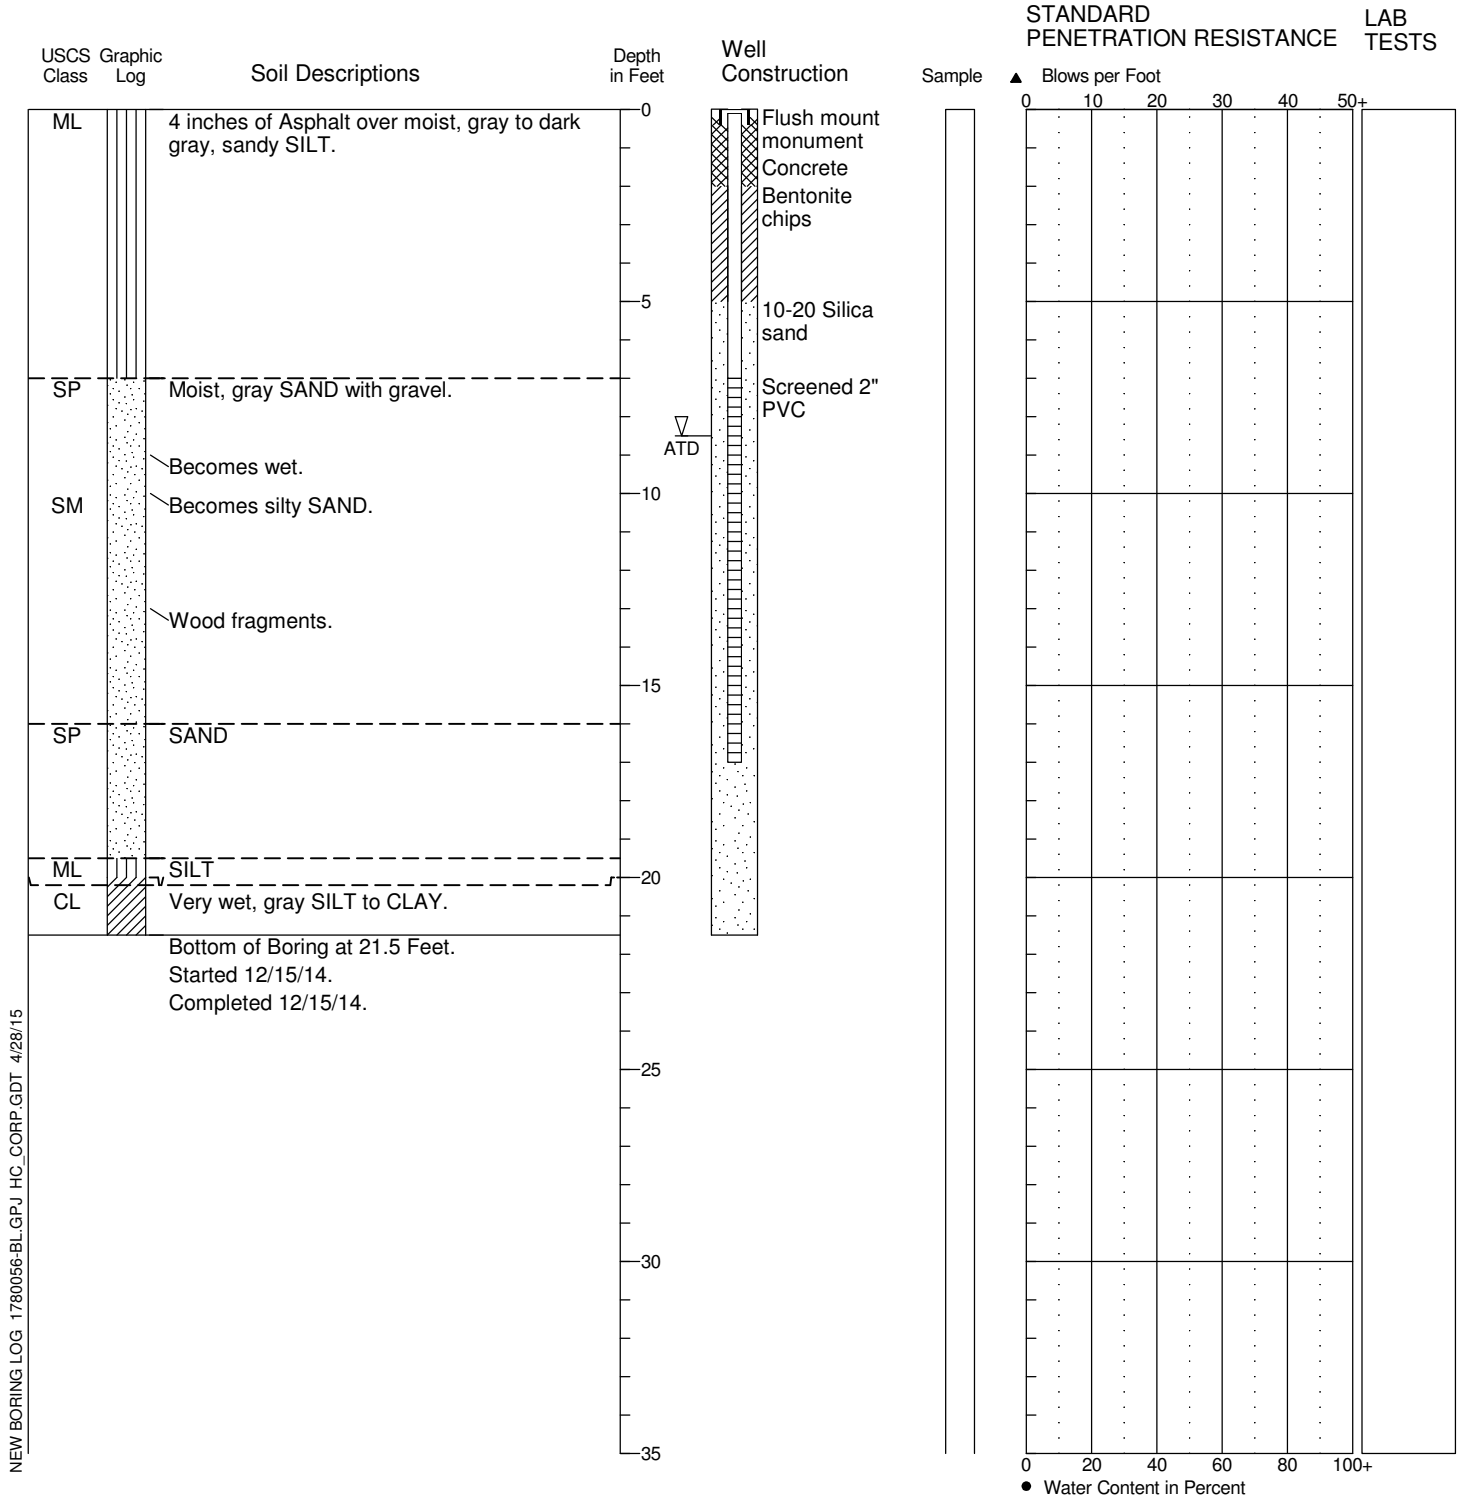 STANDARD
PENETRATION RESISTANCE
LAB
TESTS
USCS
Class
Graphic
Log
Soil Descriptions
Depth
in Feet
Well
Construction
Sample
▲ Blows per Foot
0 10 20 30 40 50+
ML
4 inches of Asphalt over moist, gray to dark
gray, sandy SILT.
0
Flush mount
monument
Concrete
Bentonite
chips
5
10-20 Silica
sand
SP
Moist, gray SAND with gravel.
Screened 2"
PVC
ATD
Becomes wet.
10
SM
Becomes silty SAND.
Wood fragments.
15
SP
SAND
ML
SILT
20
CL
Very wet, gray SILT to CLAY.
Bottom of Boring at 21.5 Feet.
Started 12/15/14.
Completed 12/15/14.
25
30
35
0 20 40 60 80 100+
● Water Content in Percent
NEW BORING LOG 1780056-BL.GPJ HC_CORP.GDT 4/28/15